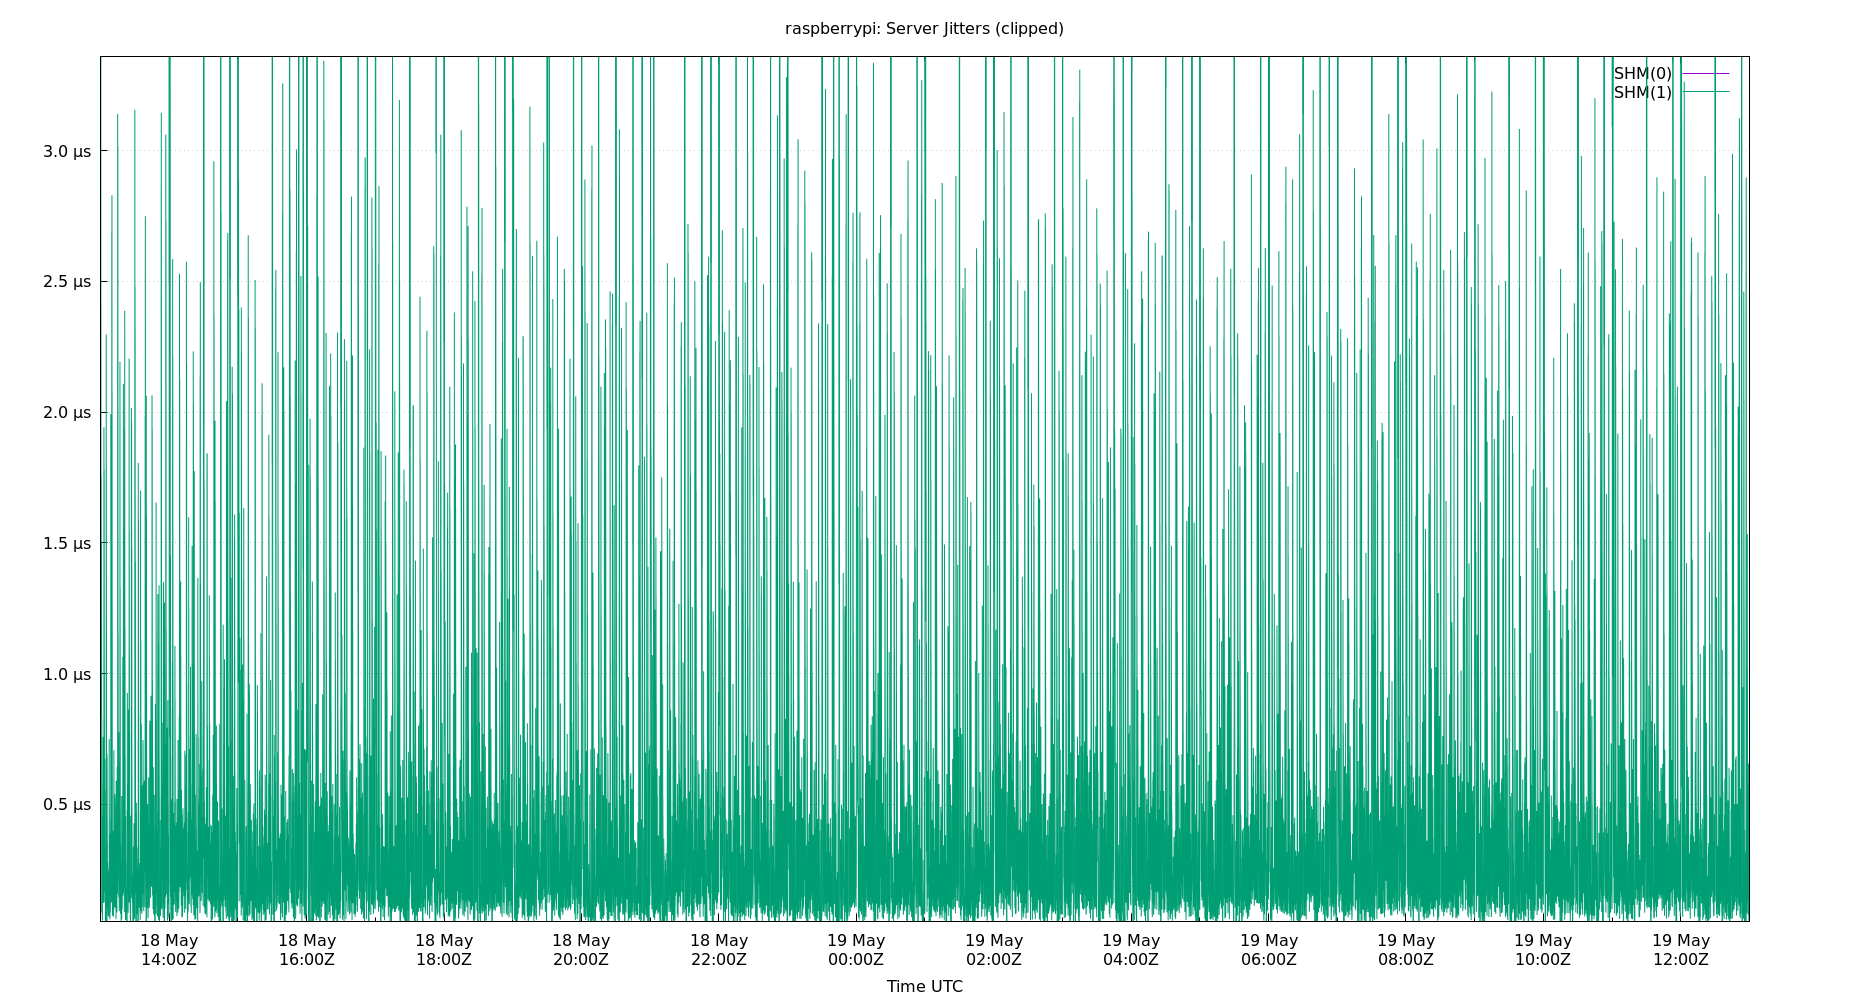 raspberrypi: Server Jitters (clipped)
SHM(0)
SHM(1)
3.0 µs
2.5 µs
2.0 µs
1.5 µs
1.0 µs
0.5 µs
18 May 18 May 18 May 18 May 18 May 19 May 19 May 19 May 19 May 19 May 19 May 19 May
14:00Z 16:00Z 18:00Z 20:00Z 22:00Z 00:00Z 02:00Z 04:00Z 06:00Z 08:00Z 10:00Z 12:00Z
Time UTC